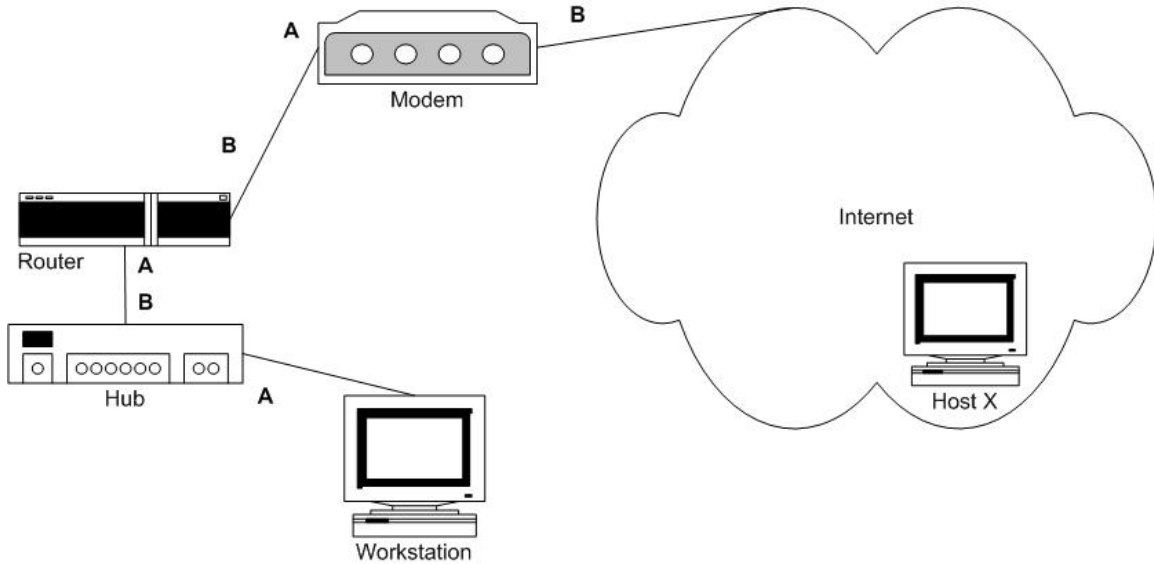 B
A
Modem
B
Internet
Router
A
B
Hub
A
Host X
Workstation